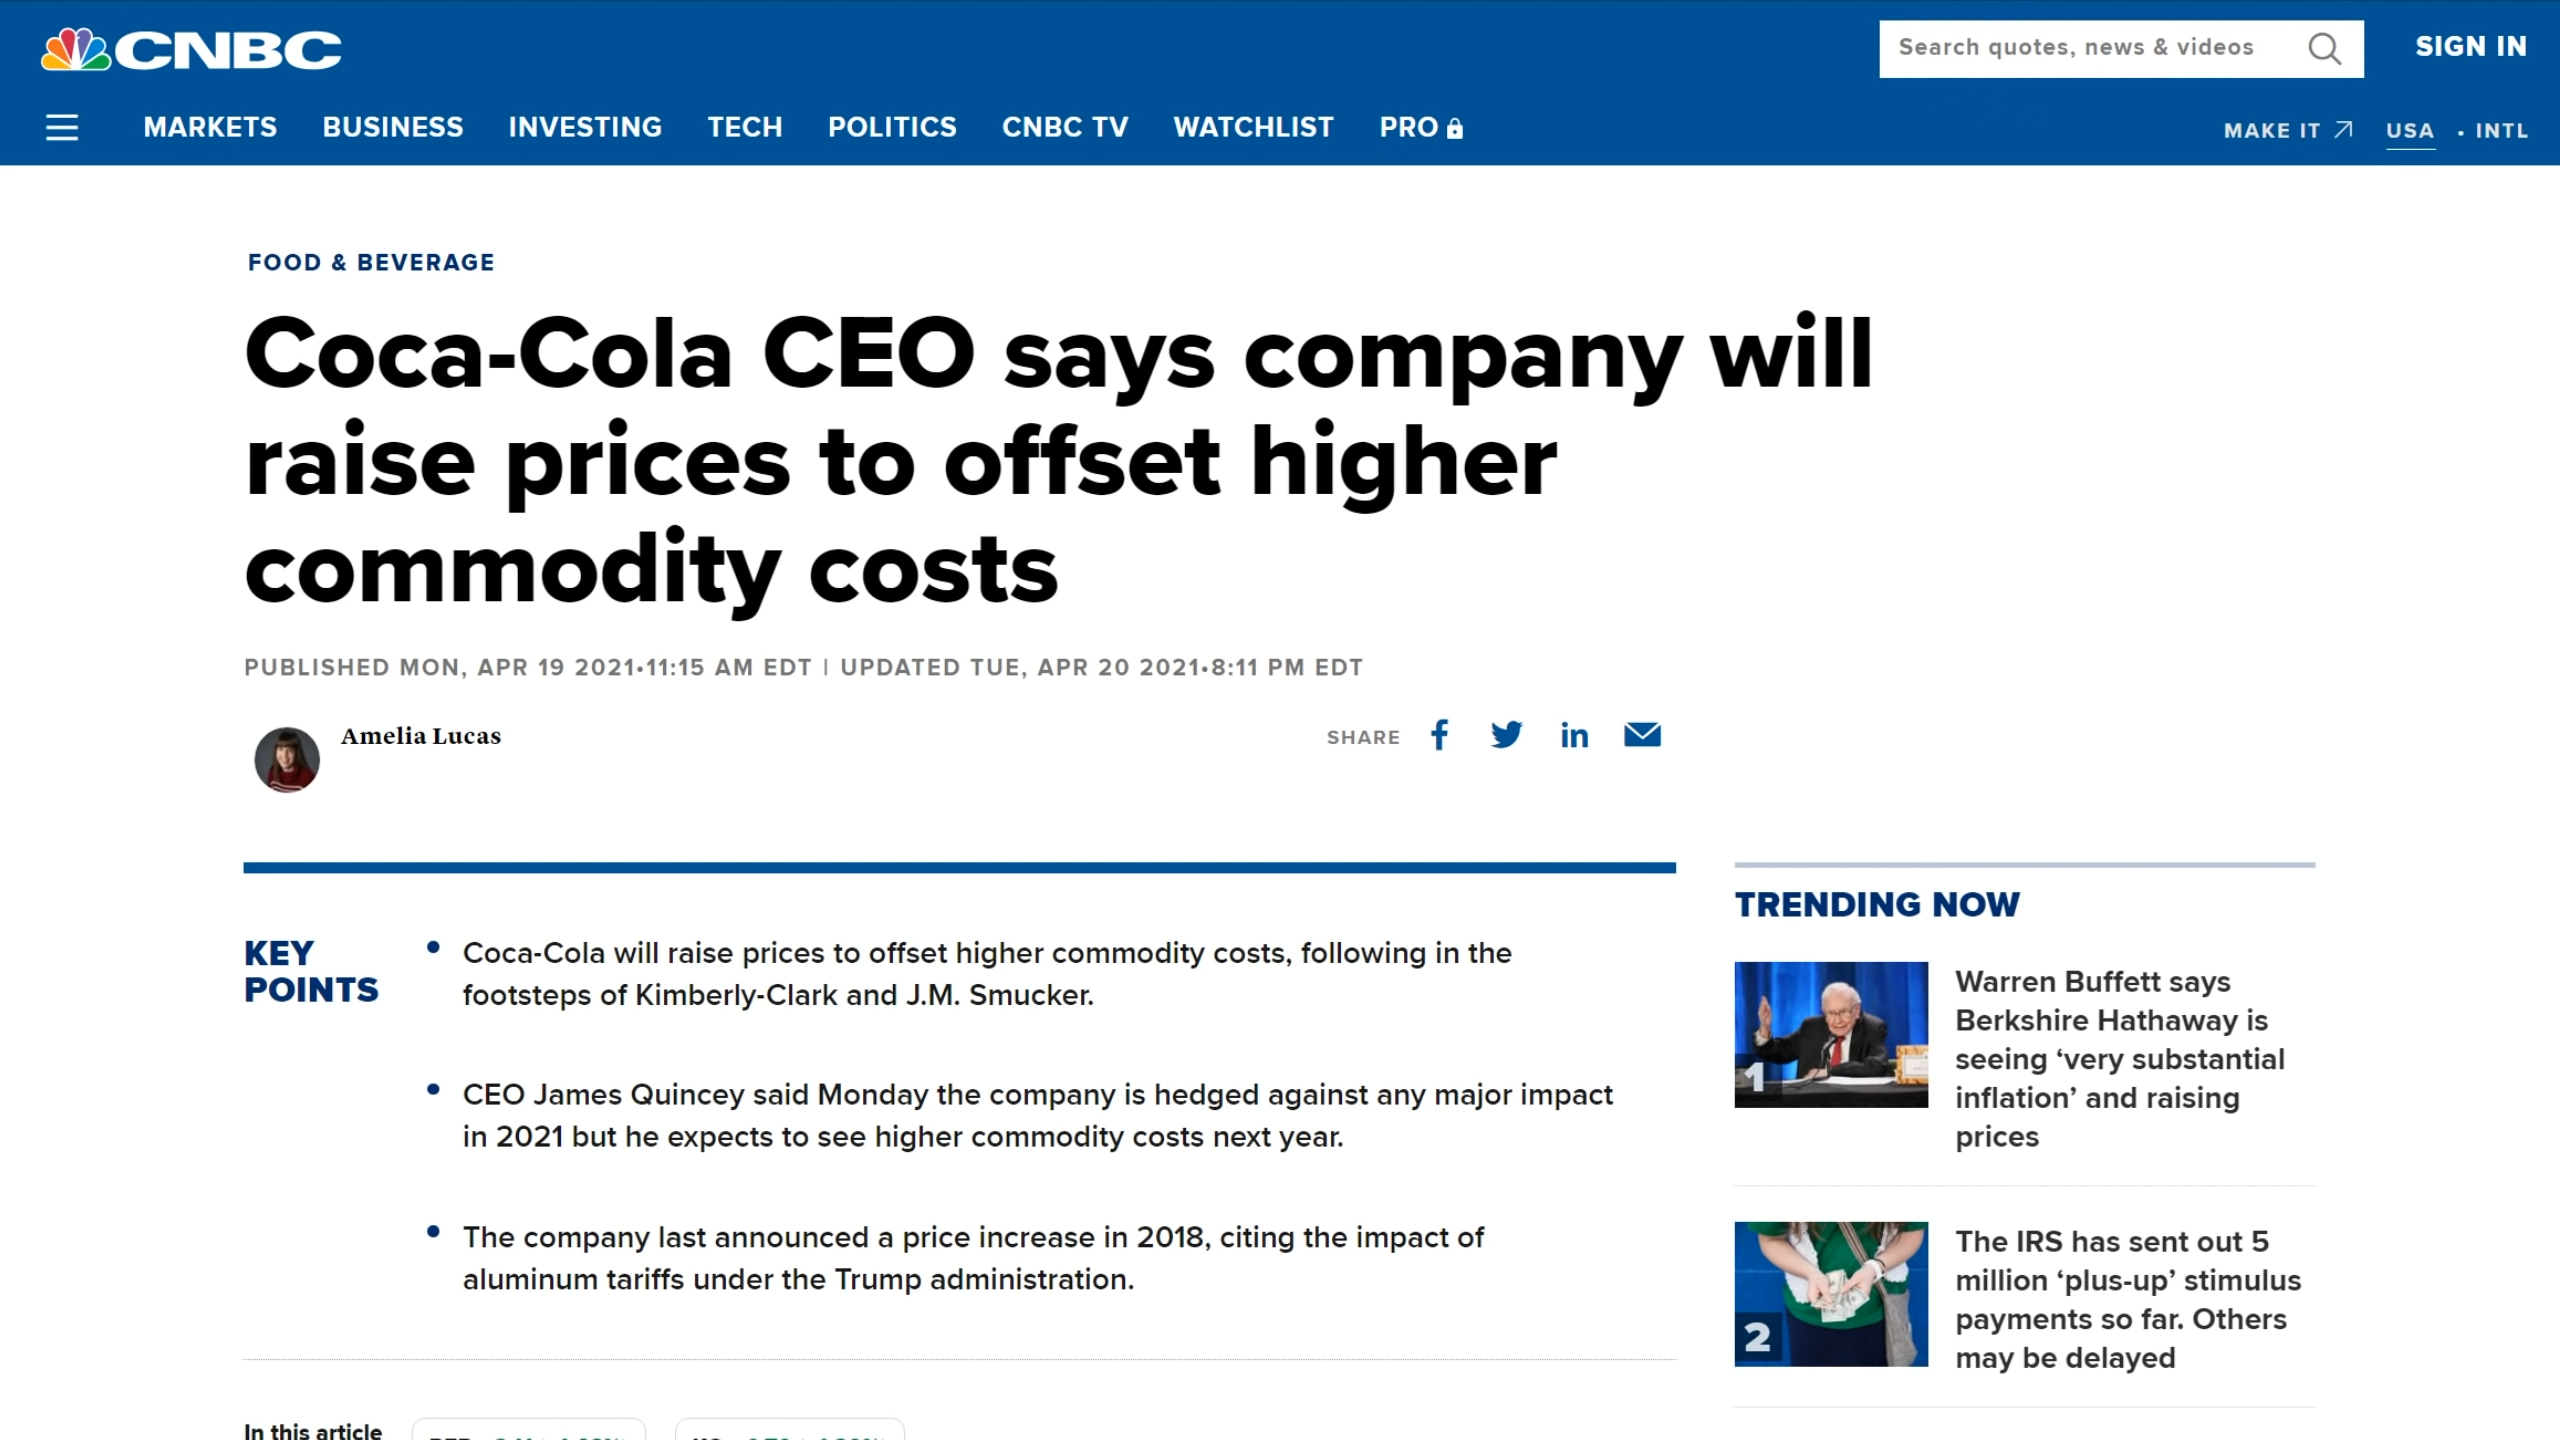 CNBC
Search quotes, news & videos
SIGN IN
MARKETS BUSINESS INVESTING TECH POLITICS CNBC TV WATCHLIST PRO
MAKE IT USA • INTL
FOOD & BEVERAGE
Coca-Cola CEO says company will
raise prices to offset higher
commodity costs
PUBLISHED MON, APR 19 2021•11:15 AM EDT | UPDATED TUE, APR 20 2021•8:11 PM EDT
Amelia Lucas
SHARE
KEY
POINTS
• Coca-Cola will raise prices to offset higher commodity costs, following in the
footsteps of Kimberly-Clark and J.M. Smucker.
• CEO James Quincey said Monday the company is hedged against any major impact
in 2021 but he expects to see higher commodity costs next year.
• The company last announced a price increase in 2018, citing the impact of
aluminum tariffs under the Trump administration.
In this article
TRENDING NOW
1
Warren Buffett says
Berkshire Hathaway is
seeing ‘very substantial
inflation’ and raising
prices
2
The IRS has sent out 5
million ‘plus-up’ stimulus
payments so far. Others
may be delayed